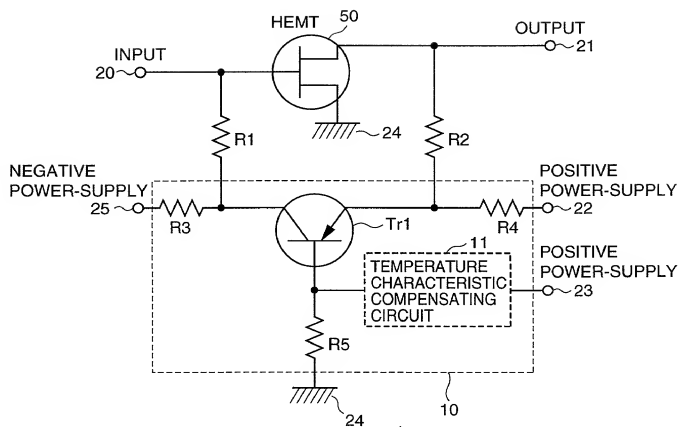 HEMT
50
INPUT
20
OUTPUT
21
24
R1
R2
NEGATIVE
POWER-SUPPLY
25
R3
Tr1
R4
POSITIVE
POWER-SUPPLY
22
11
TEMPERATURE
CHARACTERISTIC
COMPENSATING
CIRCUIT
POSITIVE
POWER-SUPPLY
23
R5
24
10